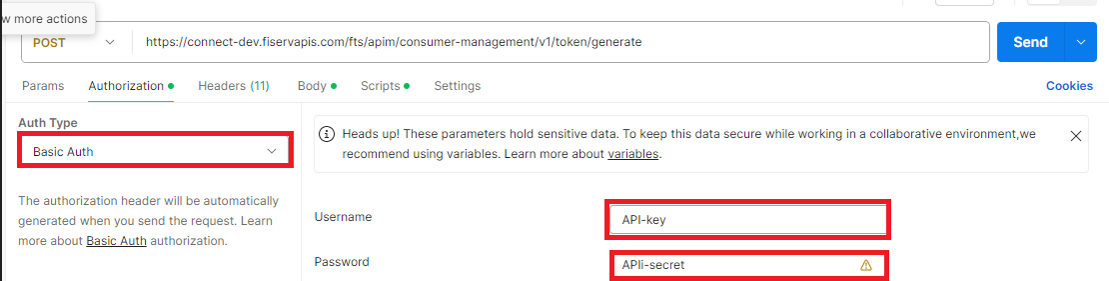 w more actions
POST https://connect-dev.fiservapis.com/fts/apim/consumer-management/v1/token/generate Send
Params Authorization Headers (11) Body Scripts Settings Cookies
Auth Type
Basic Auth
The authorization header will be automatically
generated when you send the request. Learn
more about Basic Auth authorization.
Heads up! These parameters hold sensitive data. To keep this data secure while working in a collaborative environment,we
recommend using variables. Learn more about variables.
Username API-key
Password APIi-secret